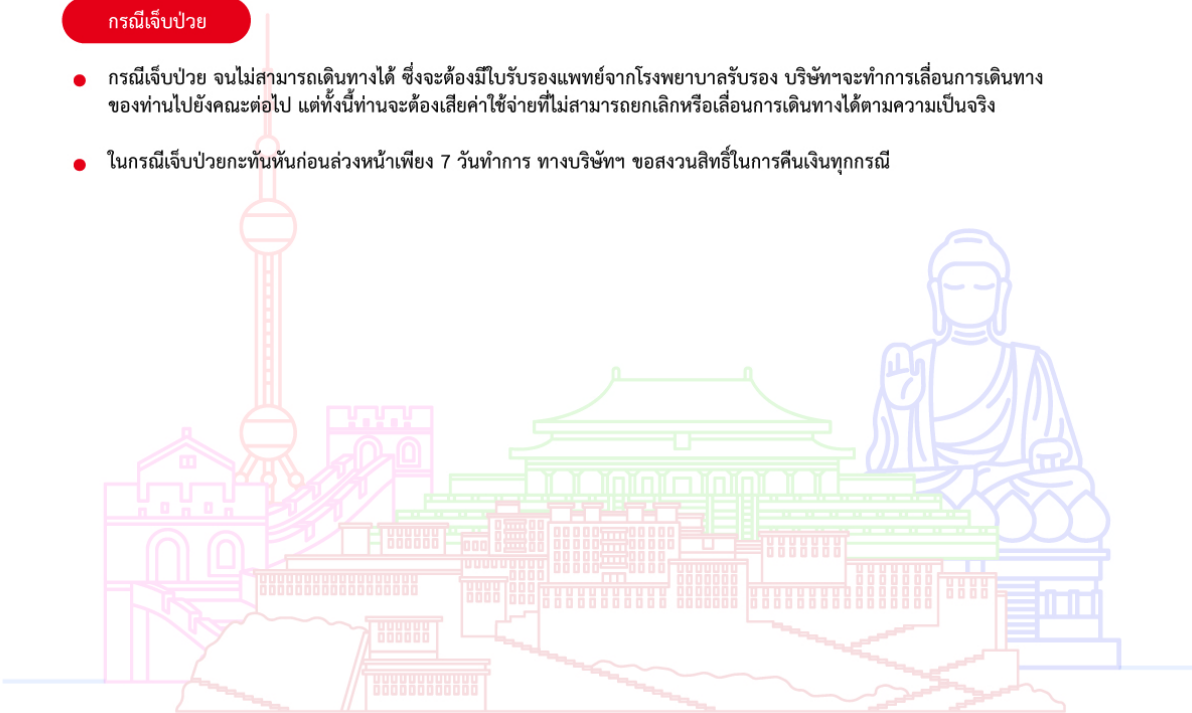 กรณีเจ็บป่วย
กรณีเจ็บป่วย จนไม่สามารถเดินทางได้ ซึ่งจะต้องมีใบรับรองแพทย์จากโรงพยาบาลรับรอง บริษัทฯจะทำการเลื่อนการเดินทาง
ของท่านไปยังคณะต่อไป แต่ทั้งนี้ท่านจะต้องเสียค่าใช้จ่ายที่ไม่สามารถยกเลิกหรือเลื่อนการเดินทางได้ตามความเป็นจริง
ในกรณีเจ็บป่วยกะทันหันก่อนล่วงหน้าเพียง 7 วันทำการ ทางบริษัทฯ ขอสงวนสิทธิ์ในการคืนเงินทุกกรณี